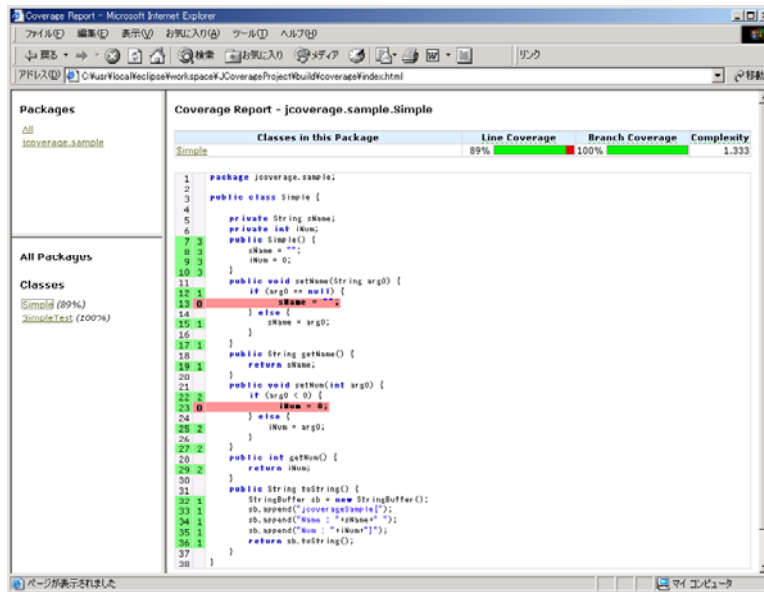 Coverage Report - Microsoft Internet Explorer
ファイル(F) 編集(E) 表示(V) お気に入り(A) ツール(T) ヘルプ(H)
戻る 検索 お気に入り メディア リンク
アドレス(D) C:¥usr¥local¥eclipse¥workspace¥JCoverageProject¥build¥coverage¥index.html 移動
Packages
All
jcoverage.sample
All Packages
Classes
Simple (89%)
SimpleTest (100%)
Coverage Report - jcoverage.sample.Simple
Classes in this Package Line Coverage Branch Coverage Complexity
Simple 89% 100% 1.333
1 package jcoverage.sample;
2
3 public class Simple {
4
5 private String sName;
6 private int iNum;
7 3 public Simple() {
8 3 sName = "";
9 3 iNum = 0;
10 3 }
11 public void setName(String arg0) {
12 1 if (arg0 == null) {
13 0 sName = "";
14 } else {
15 1 sName = arg0;
16 }
17 1 }
18 public String getName() {
19 1 return sName;
20 }
21 public void setNum(int arg0) {
22 2 if (arg0 < 0) {
23 0 iNum = 0;
24 } else {
25 2 iNum = arg0;
26 }
27 2 }
28 public int getNum() {
29 2 return iNum;
30 }
31 public String toString() {
32 1 StringBuffer sb = new StringBuffer();
33 1 sb.append("jcoverageSample[");
34 1 sb.append("Name : "+sName+" ");
35 1 sb.append("Num : "+iNum+"]");
36 1 return sb.toString();
37 }
38 }
ページが表示されました マイ コンピュータ